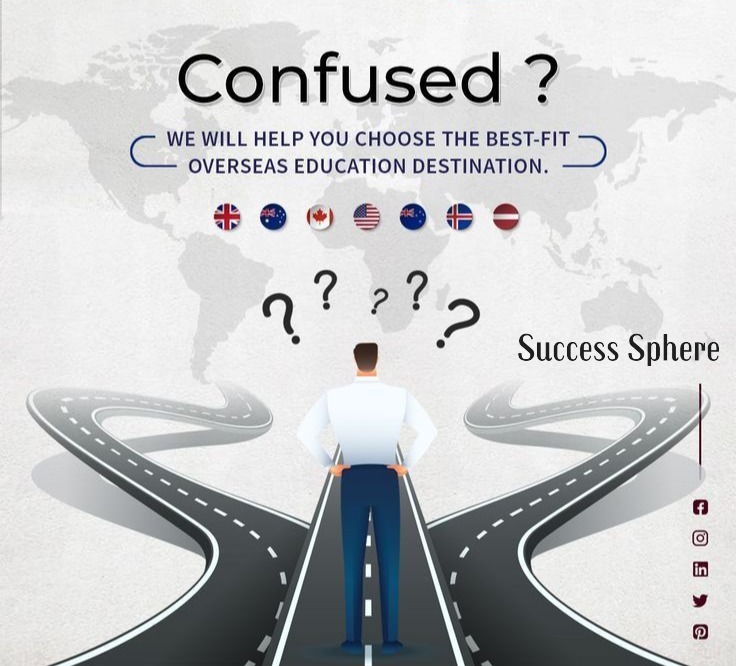 Confused ?
WE WILL HELP YOU CHOOSE THE BEST-FIT
OVERSEAS EDUCATION DESTINATION.
? ? ? ? ?
Success Sphere